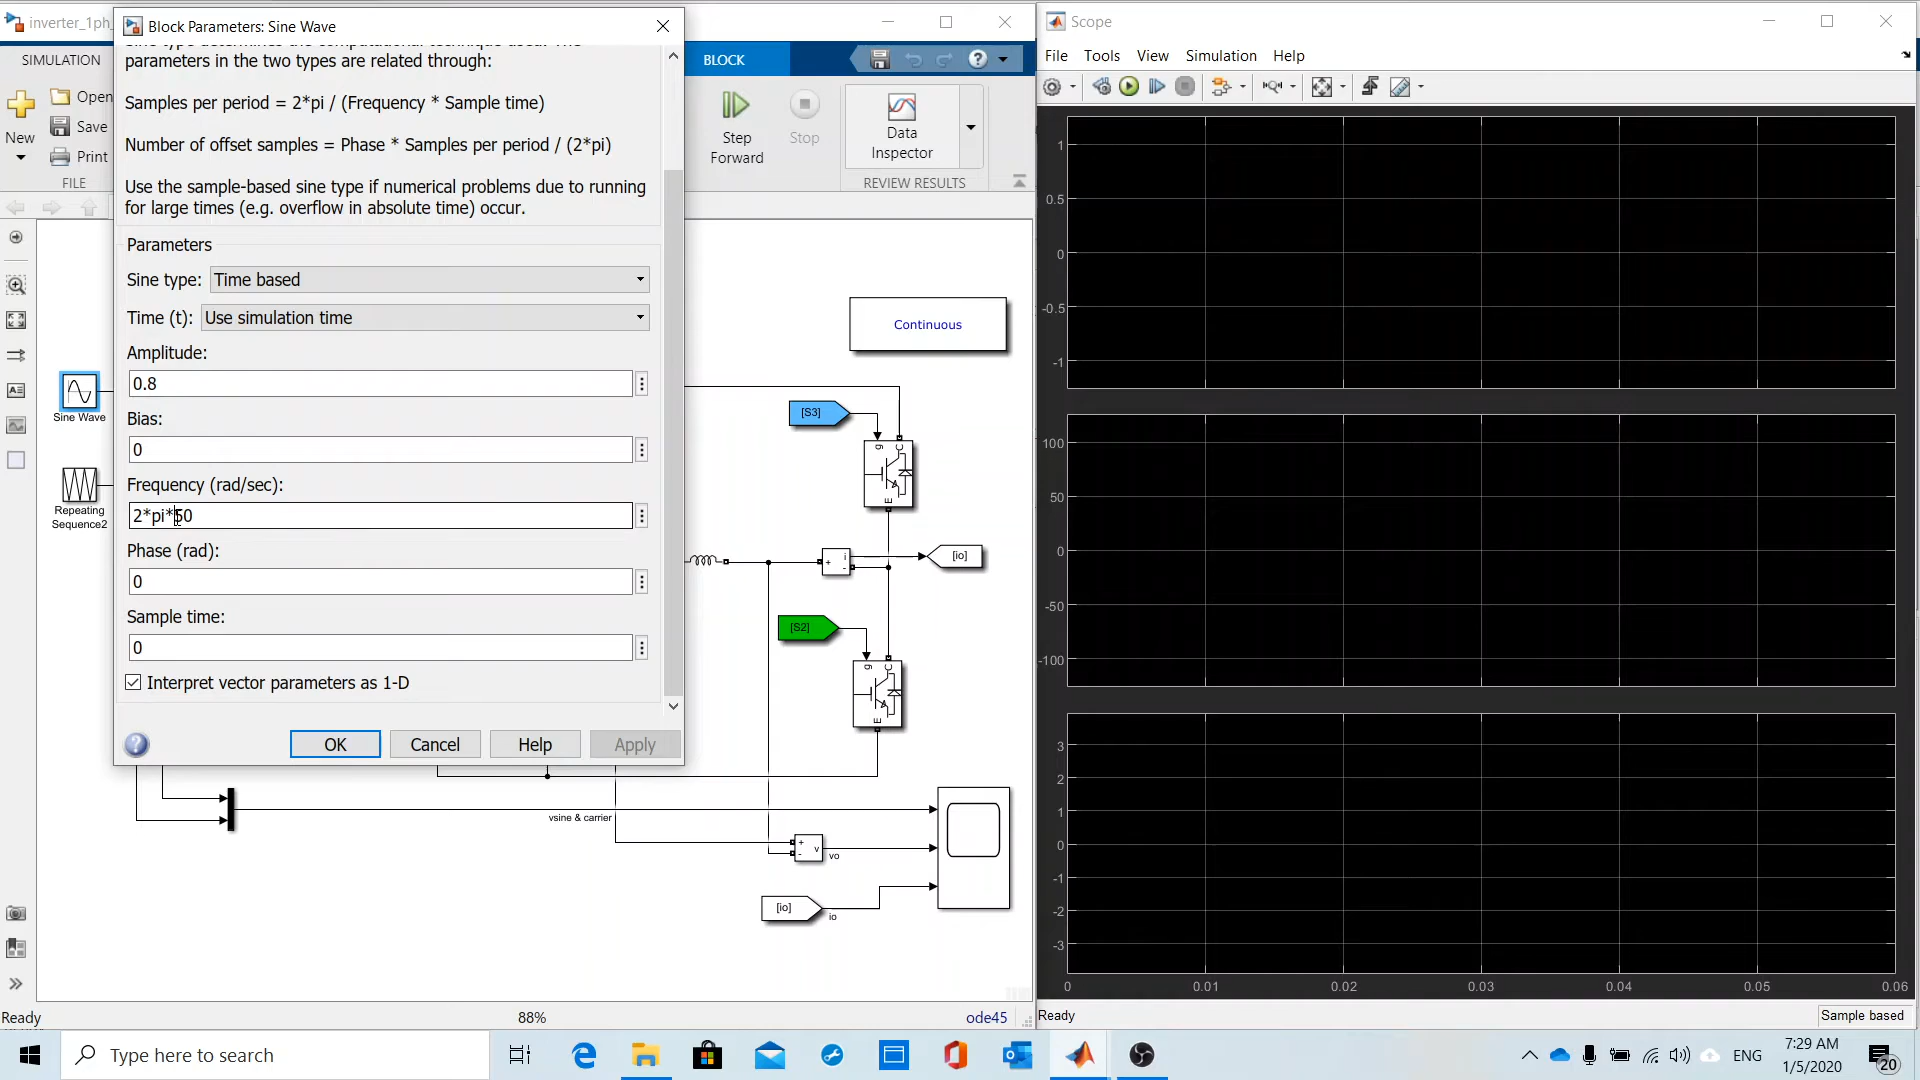 inverter_1ph_
Block Parameters: Sine Wave
Scope
SIMULATION
BLOCK
parameters in the two types are related through:
Samples per period = 2*pi / (Frequency * Sample time)
Number of offset samples = Phase * Samples per period / (2*pi)
Use the sample-based sine type if numerical problems due to running
for large times (e.g. overflow in absolute time) occur.
Parameters
Sine type: Time based
Time (t): Use simulation time
Amplitude:
0.8
Bias:
0
Frequency (rad/sec):
2*pi*50
Phase (rad):
0
Sample time:
0
Interpret vector parameters as 1-D
OK Cancel Help Apply
New
Open
Save
Print
FILE
Step
Forward
Stop
Data
Inspector
REVIEW RESULTS
Sine Wave
Repeating
Sequence2
Continuous
[S3]
g C
E
i
+
-
[io]
[S2]
g C
E
vsine & carrier
+
-
v
vo
[io]
io
Ready
88%
ode45
File Tools View Simulation Help
1
0.5
0
-0.5
-1
100
50
0
-50
-100
3
2
1
0
-1
-2
-3
0 0.01 0.02 0.03 0.04 0.05 0.06
Ready
Sample based
Type here to search
ENG
7:29 AM
1/5/2020
20